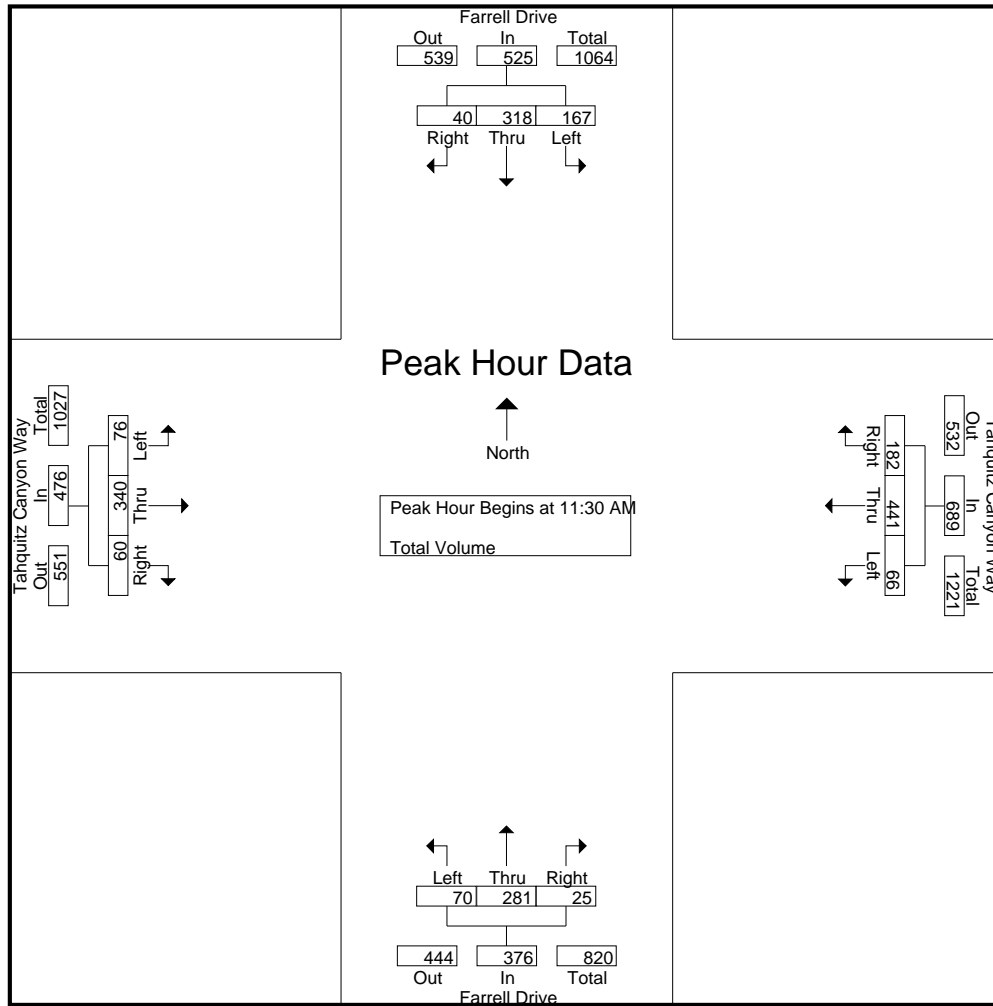 Farrell Drive
Out In Total
539 525 1064
40 318 167
Right Thru Left
Peak Hour Data
North
Peak Hour Begins at 11:30 AM
Total Volume
Tahquitz Canyon Way
Out In Total
551 476 1027
60 340 76
Right Thru Left
Tahquitz Canyon Way
Out In Total
532 689 1221
182 441 66
Right Thru Left
Left Thru Right
70 281 25
444 376 820
Out In Total
Farrell Drive